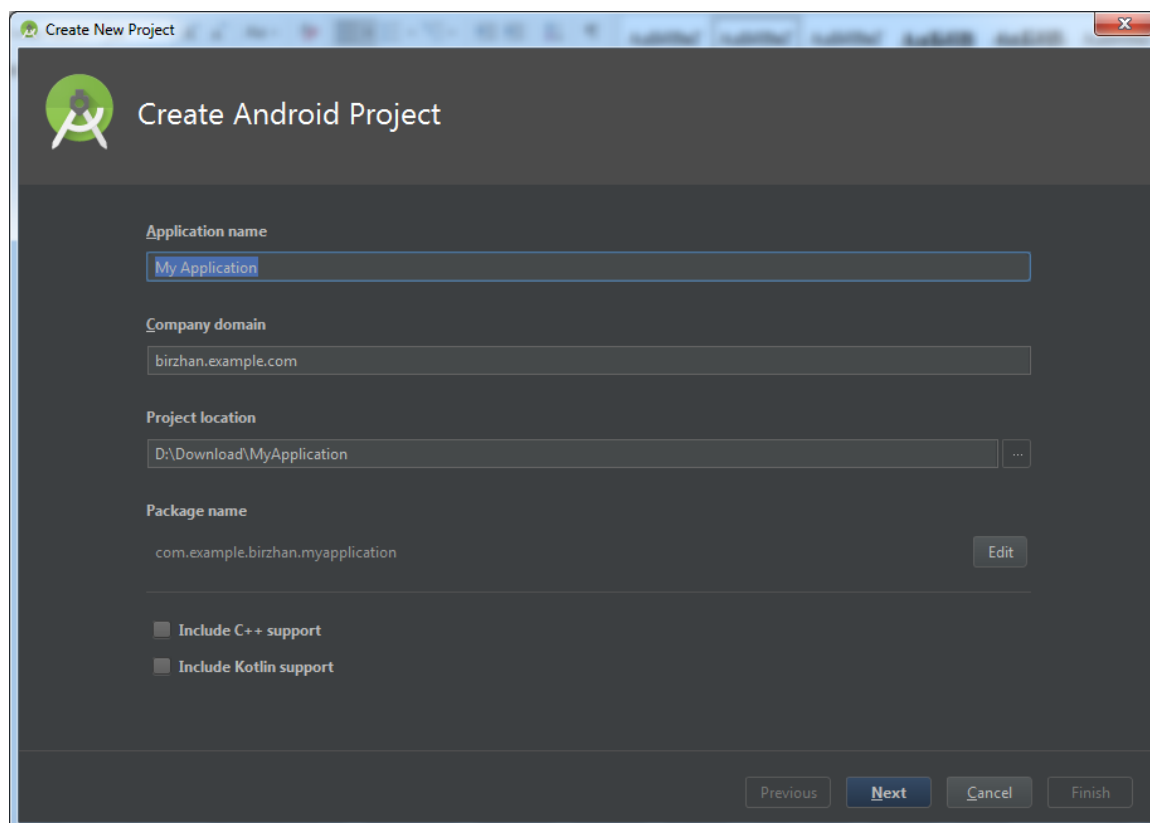 Create New Project
Create Android Project
Application name
My Application
Company domain
birzhan.example.com
Project location
D:\Download\MyApplication
...
Package name
com.example.birzhan.myapplication
Edit
Include C++ support
Include Kotlin support
Previous
Next
Cancel
Finish